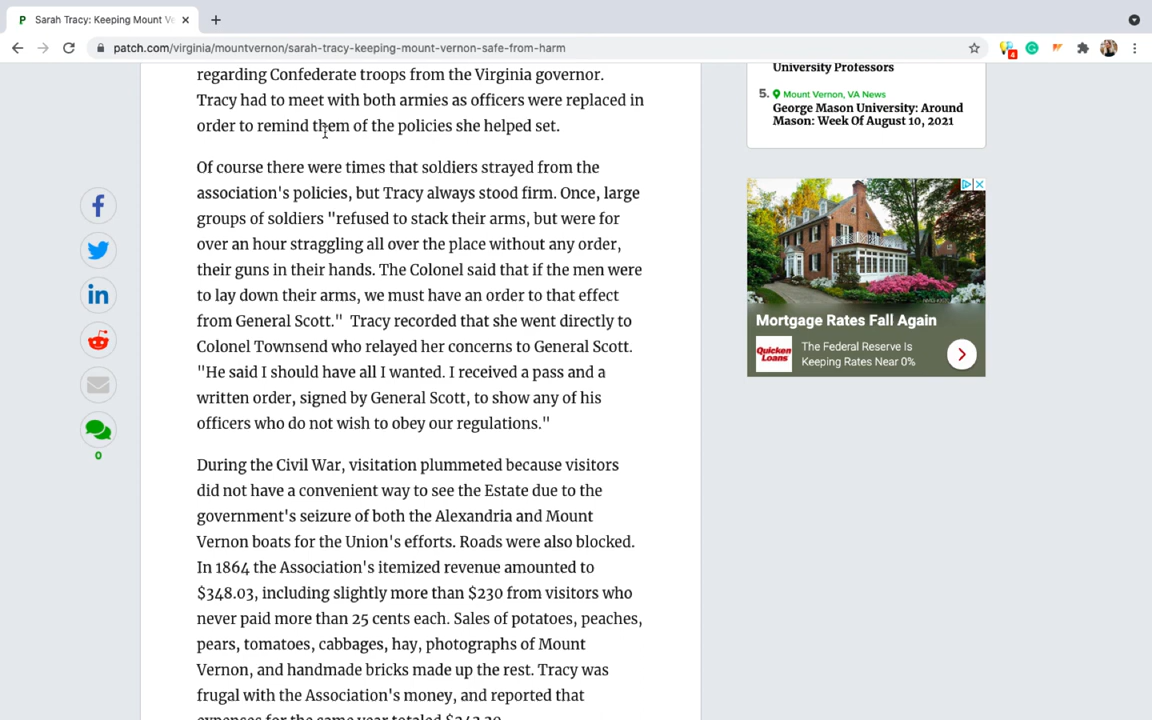 Sarah Tracy: Keeping Mount Ve
patch.com/virginia/mountvernon/sarah-tracy-keeping-mount-vernon-safe-from-harm
4
regarding Confederate troops from the Virginia governor.
Tracy had to meet with both armies as officers were replaced in
order to remind them of the policies she helped set.
Of course there were times that soldiers strayed from the
association's policies, but Tracy always stood firm. Once, large
groups of soldiers "refused to stack their arms, but were for
over an hour straggling all over the place without any order,
their guns in their hands. The Colonel said that if the men were
to lay down their arms, we must have an order to that effect
from General Scott." Tracy recorded that she went directly to
Colonel Townsend who relayed her concerns to General Scott.
"He said I should have all I wanted. I received a pass and a
written order, signed by General Scott, to show any of his
officers who do not wish to obey our regulations."
During the Civil War, visitation plummeted because visitors
did not have a convenient way to see the Estate due to the
government's seizure of both the Alexandria and Mount
Vernon boats for the Union's efforts. Roads were also blocked.
In 1864 the Association's itemized revenue amounted to
$348.03, including slightly more than $230 from visitors who
never paid more than 25 cents each. Sales of potatoes, peaches,
pears, tomatoes, cabbages, hay, photographs of Mount
Vernon, and handmade bricks made up the rest. Tracy was
frugal with the Association's money, and reported that
expenses for the same year totaled $242.20
0
University Professors
5. Mount Vernon, VA News
George Mason University: Around
Mason: Week Of August 10, 2021
Mortgage Rates Fall Again
Quicken
Loans
The Federal Reserve Is
Keeping Rates Near 0%